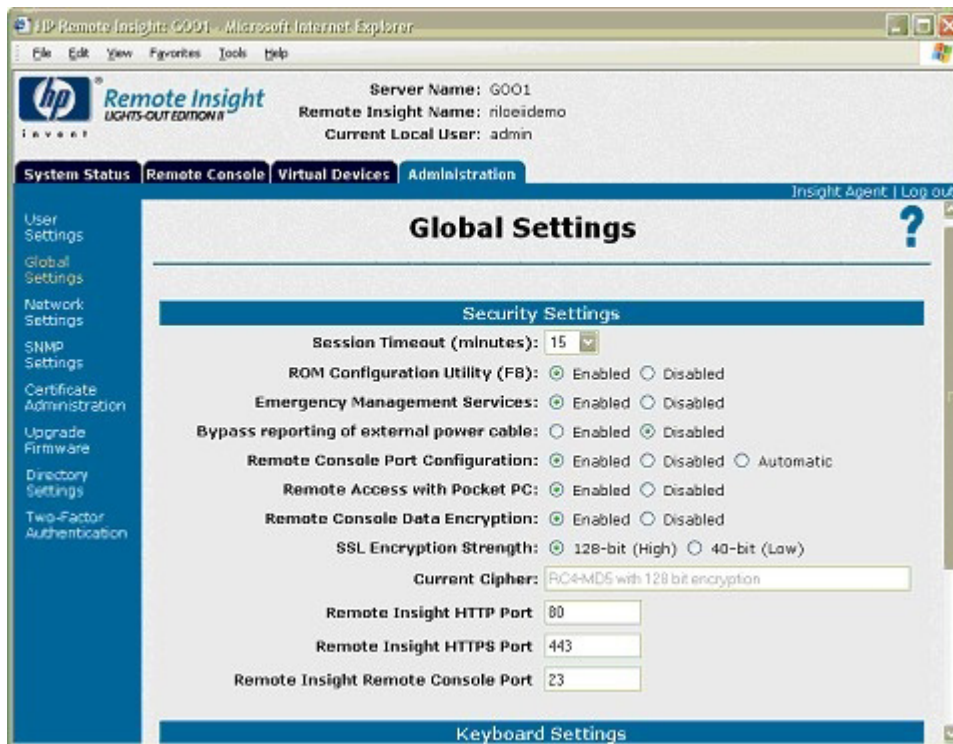 HP Remote Insight: GOO1 - Microsoft Internet Explorer
File Edit View Favorites Tools Help
hp
®
invent
Remote Insight
LIGHTS-OUT EDITION II
Server Name: GOO1
Remote Insight Name: riloeiidemo
Current Local User: admin
System Status Remote Console Virtual Devices Administration
Insight Agent | Log out
User
Settings
Global
Settings
Network
Settings
SNMP
Settings
Certificate
Administration
Upgrade
Firmware
Directory
Settings
Two-Factor
Authentication
Global Settings
?
Security Settings
Session Timeout (minutes): 15
ROM Configuration Utility (F8): Enabled Disabled
Emergency Management Services: Enabled Disabled
Bypass reporting of external power cable: Enabled Disabled
Remote Console Port Configuration: Enabled Disabled Automatic
Remote Access with Pocket PC: Enabled Disabled
Remote Console Data Encryption: Enabled Disabled
SSL Encryption Strength: 128-bit (High) 40-bit (Low)
Current Cipher: RC4-MD5 with 128 bit encryption
Remote Insight HTTP Port 80
Remote Insight HTTPS Port 443
Remote Insight Remote Console Port 23
Keyboard Settings